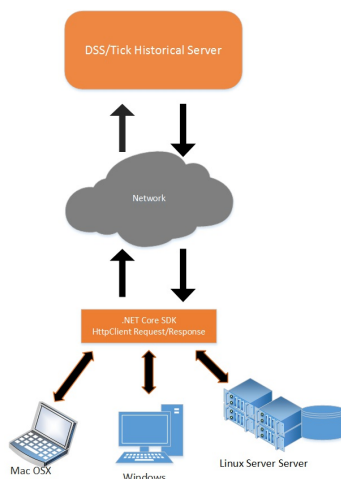 DSS/Tick Historical Server
Network
.NET Core SDK
HttpClient Request/Response
Mac OSX
Windows
Linux Server Server